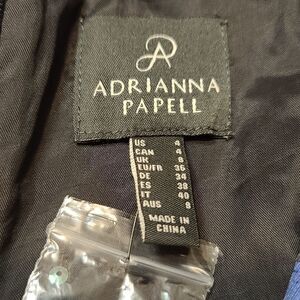 ADRIANNA
PAPELL
US 4
CAN 4
UK 8
EU/FR 36
DE 34
ES 38
IT 40
AUS 8
MADE IN
CHINA